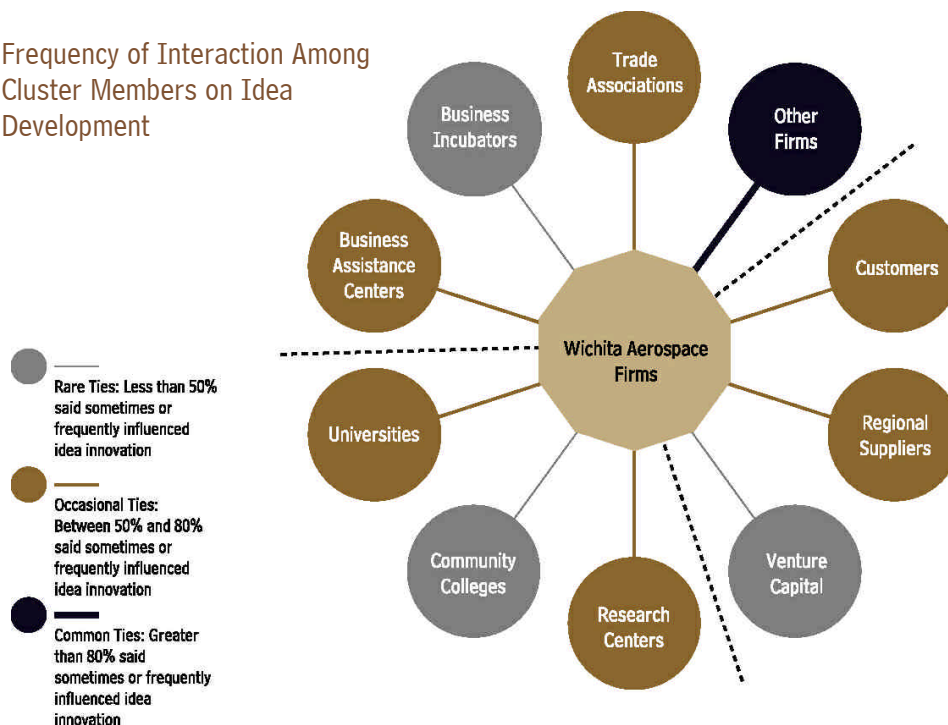 Frequency of Interaction Among
Cluster Members on Idea
Development
Trade
Associations
Other
Firms
Business
Incubators
Business
Assistance
Centers
Customers
Wichita Aerospace
Firms
Universities
Regional
Suppliers
Community
Colleges
Research
Centers
Venture
Capital
Rare Ties: Less than 50%
said sometimes or
frequently influenced
idea innovation
Occasional Ties:
Between 50% and 80%
said sometimes or
frequently influenced
idea innovation
Common Ties: Greater
than 80% said
sometimes or frequently
influenced idea
innovation